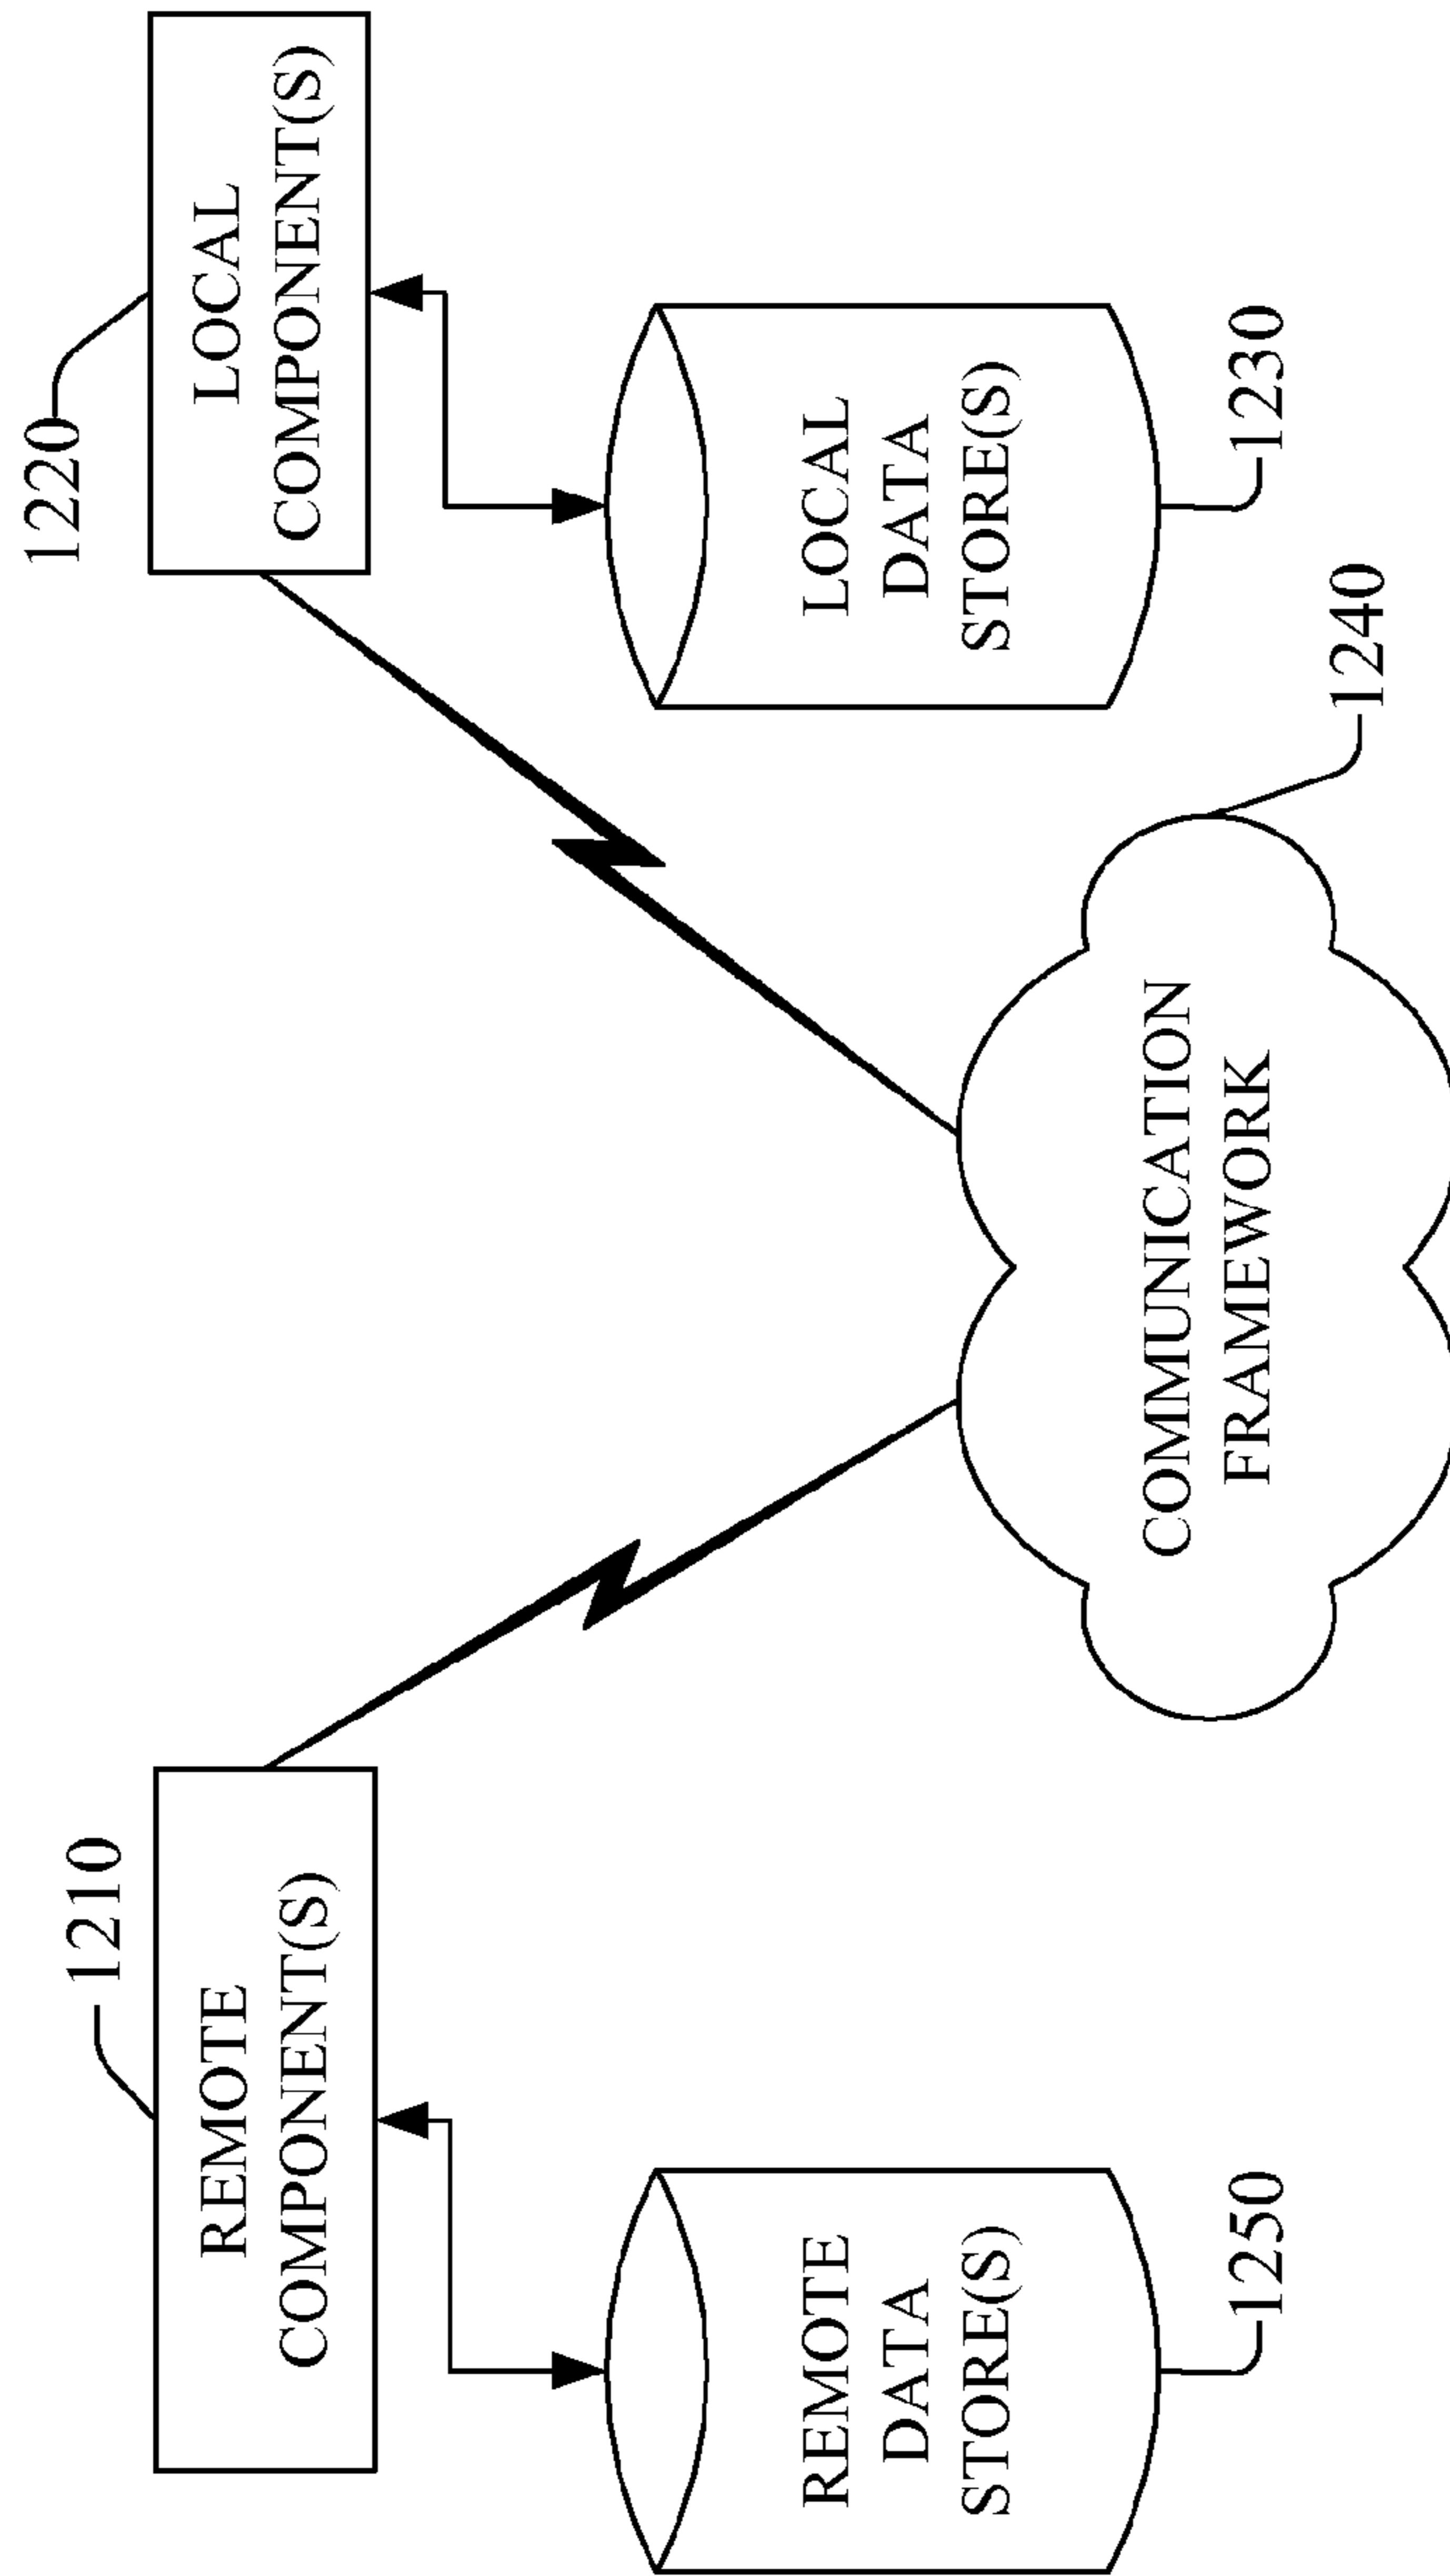 1210
REMOTE
COMPONENT(S)
1220
LOCAL
COMPONENT(S)
REMOTE
DATA
STORE(S)
1250
COMMUNICATION
FRAMEWORK
1240
LOCAL
DATA
STORE(S)
1230